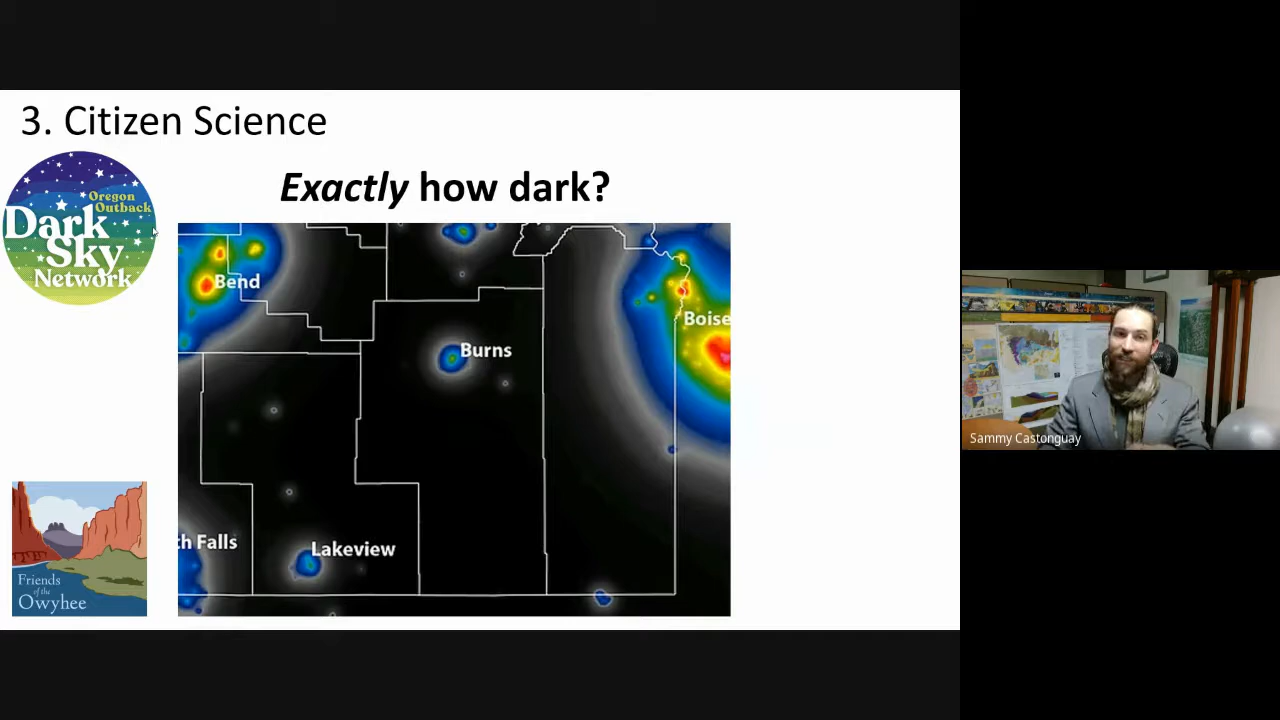 3. Citizen Science
Exactly how dark?
Oregon
Outback
Dark
Sky
Network
Bend
Boise
Burns
th Falls
Lakeview
Friends
of the
Owyhee
Sammy Castonguay